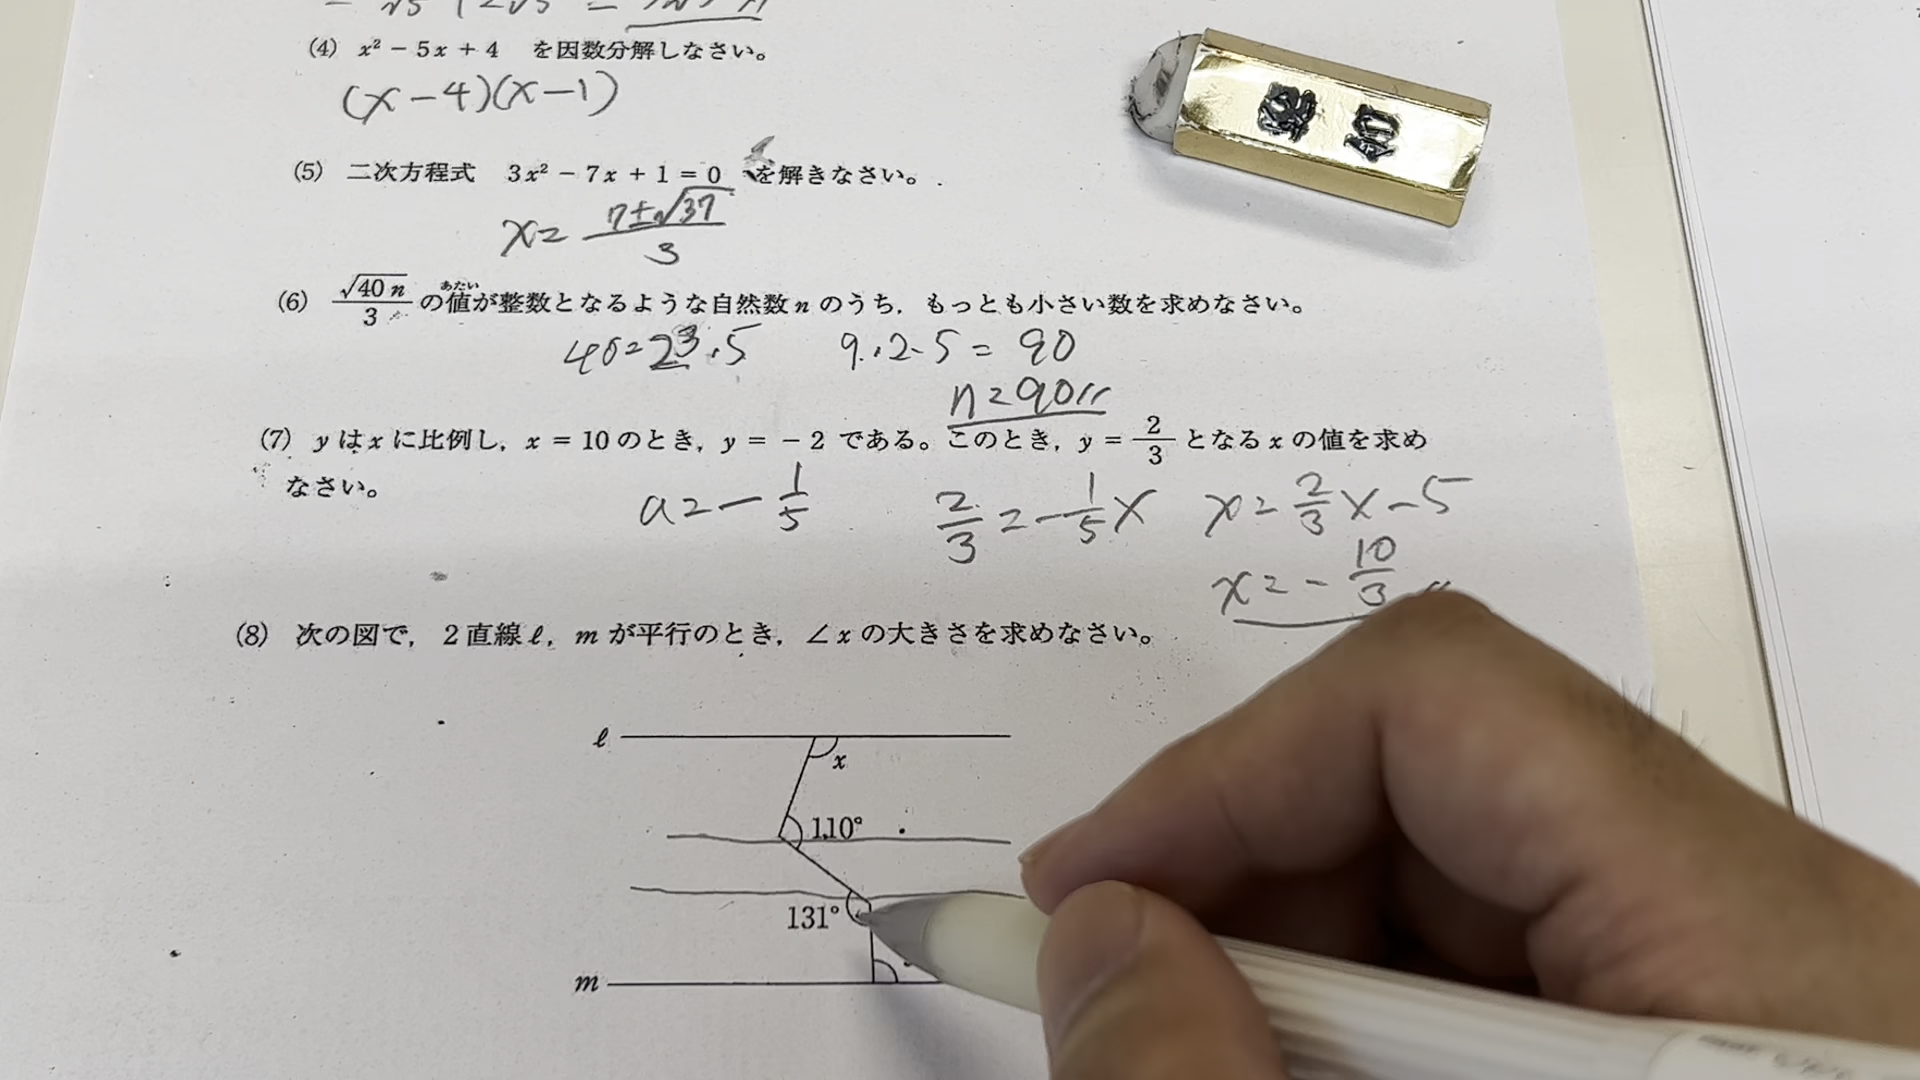 (4) x² − 5x + 4 を因数分解しなさい。
(x−4)(x−1)
(5) 二次方程式 3x² − 7x + 1 = 0 を解きなさい。
x= 7±√37 / 3
(6) √40n / 3 の値が整数となるような自然数 n のうち，もっとも小さい数を求めなさい。
あたい
40=2³·5 9·2·5= 90
n=90
(7) y は x に比例し，x = 10 のとき，y = − 2 である。このとき，y = 2/3 となる x の値を求め
なさい。
a=−1/5 2/3=−1/5x x=2/3x−5
x=−10/3
(8) 次の図で，2 直線 ℓ，m が平行のとき，∠x の大きさを求めなさい。
ℓ
x
110°
131°
m